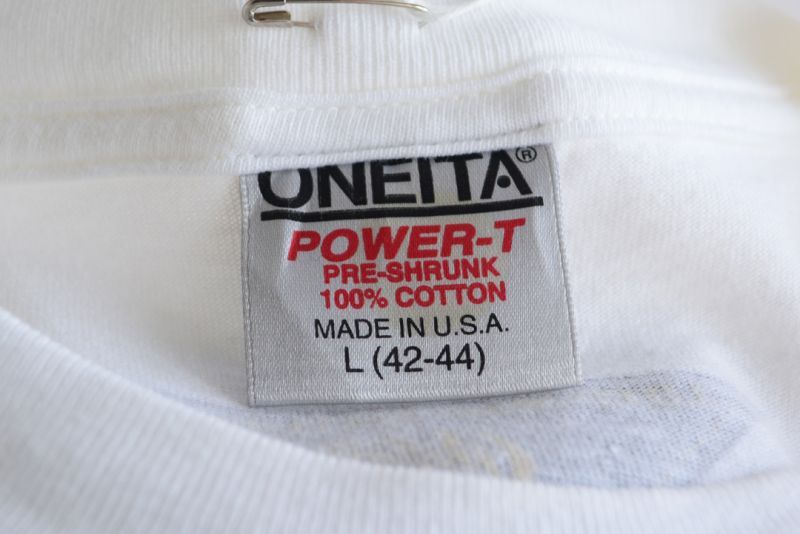 ONEITA®
POWER-T
PRE-SHRUNK
100% COTTON
MADE IN U.S.A.
L (42-44)